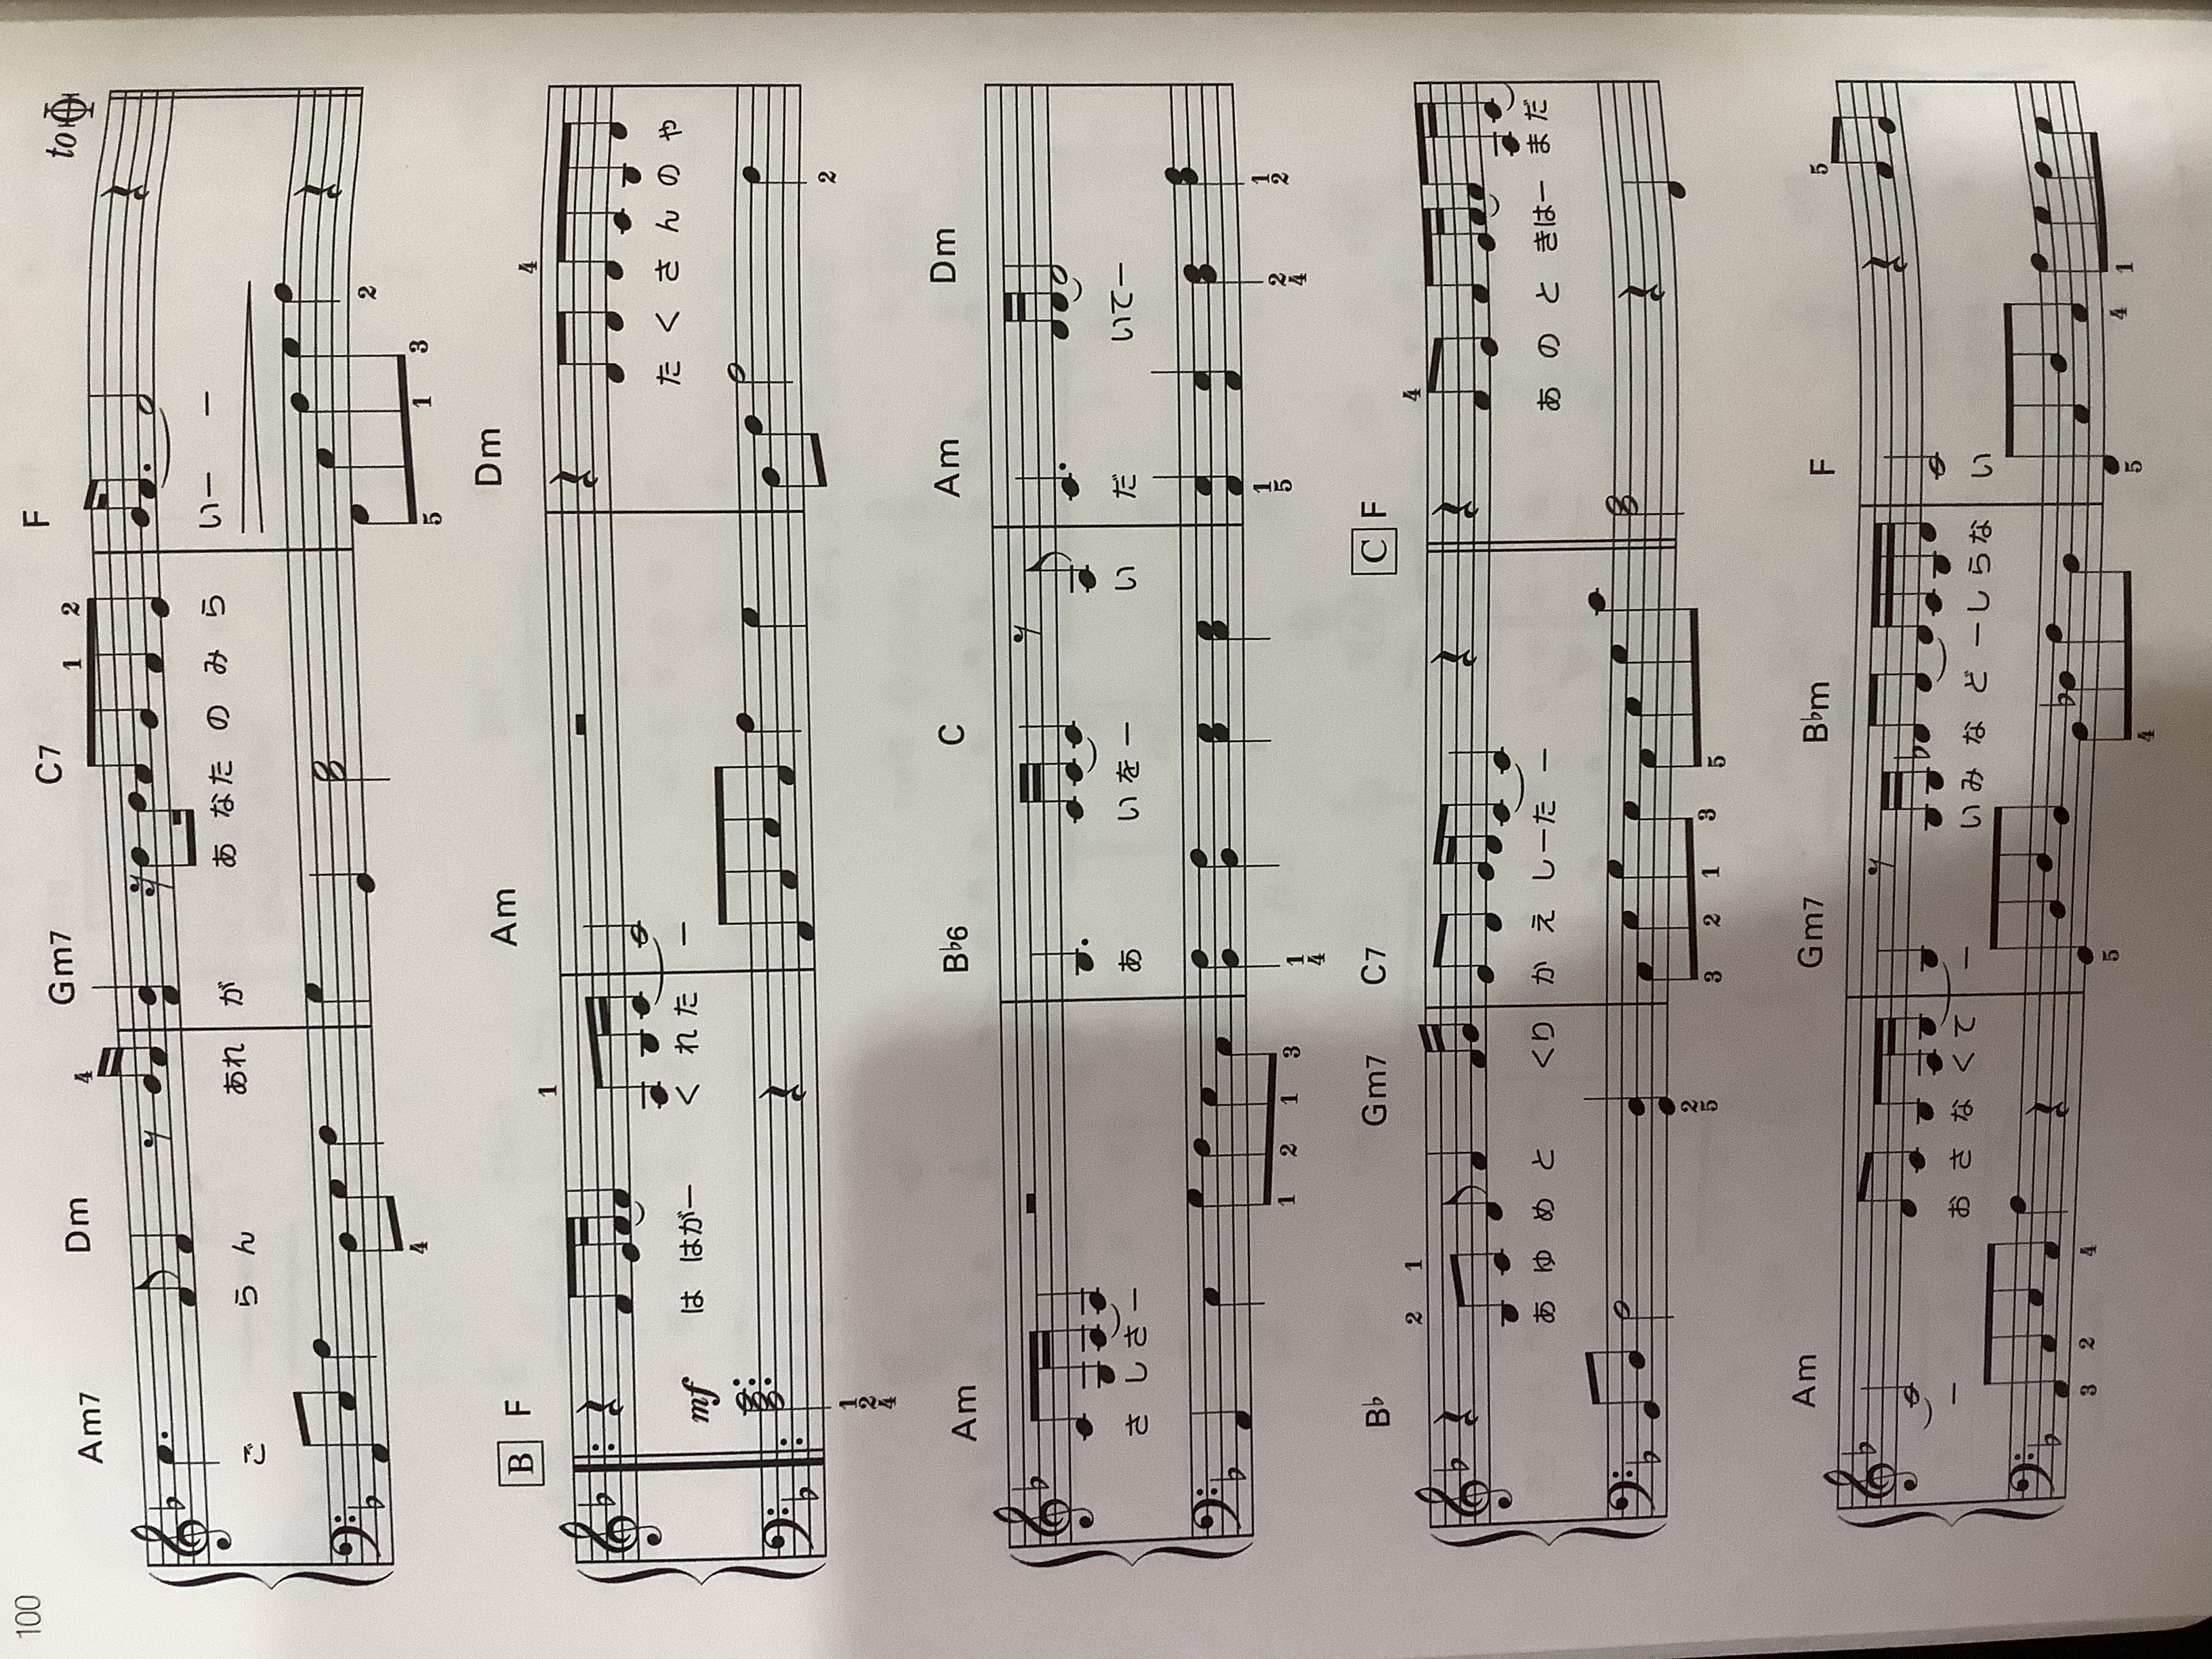 100
Am7 Dm Gm7 C7 F to
4 1 2
ご らん あれ が あ なた の み ら いー ー
4 5 1 3 2
B F Am Dm
1 4
mf は はがー く れた ー た く さ ん の や
1 2 4 2
Am B♭6 C Am Dm
さ しさー あ いをー い だ いてー
1 2 1 3 1 4 1 5 2 4 1 2
B♭ Gm7 C7 C F
2 1 4
あ ゆ め と くり か え しーた ー あ の と きはー まだ
2 5 3 2 1 3 5
Am Gm7 B♭m F
5
ー お さ な く て ー いみ な ど ーしらな い
3 2 4 5 4 5 4 1